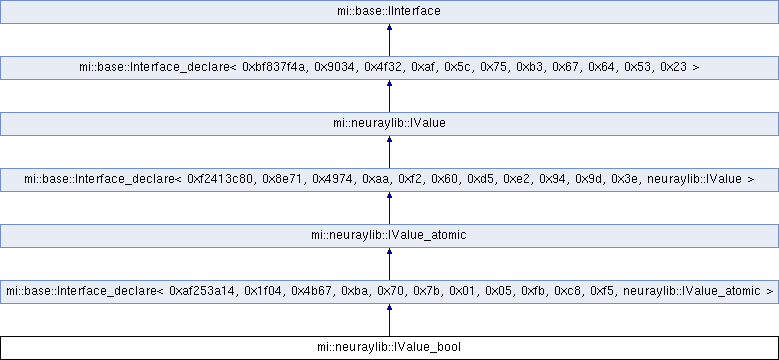 mi::base::IInterface
mi::base::Interface_declare< 0xbf837f4a, 0x9034, 0x4f32, 0xaf, 0x5c, 0x75, 0xb3, 0x67, 0x64, 0x53, 0x23 >
mi::neuraylib::IValue
mi::base::Interface_declare< 0xf2413c80, 0x8e71, 0x4974, 0xaa, 0xf2, 0x60, 0xd5, 0xe2, 0x94, 0x9d, 0x3e, neuraylib::IValue >
mi::neuraylib::IValue_atomic
mi::base::Interface_declare< 0xaf253a14, 0x1f04, 0x4b67, 0xba, 0x70, 0x7b, 0x01, 0x05, 0xfb, 0xc8, 0xf5, neuraylib::IValue_atomic >
mi::neuraylib::IValue_bool